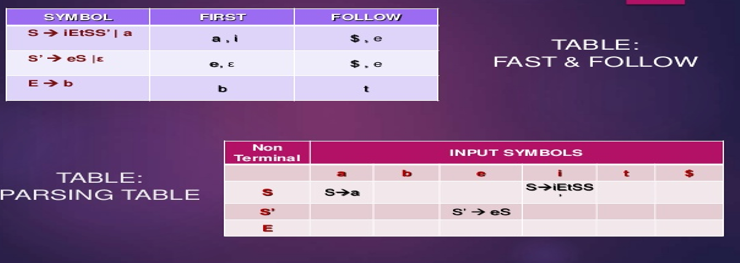 SYMBOL FIRST FOLLOW
S → iEtSS' | a a , i $ , e
S' → eS |ε e, ε $ , e
E → b b t
TABLE:
FAST & FOLLOW
TABLE:
PARSING TABLE
Non
Terminal INPUT SYMBOLS
a b e i t $
S S→a S→iEtSS
'
S' S' → eS
E